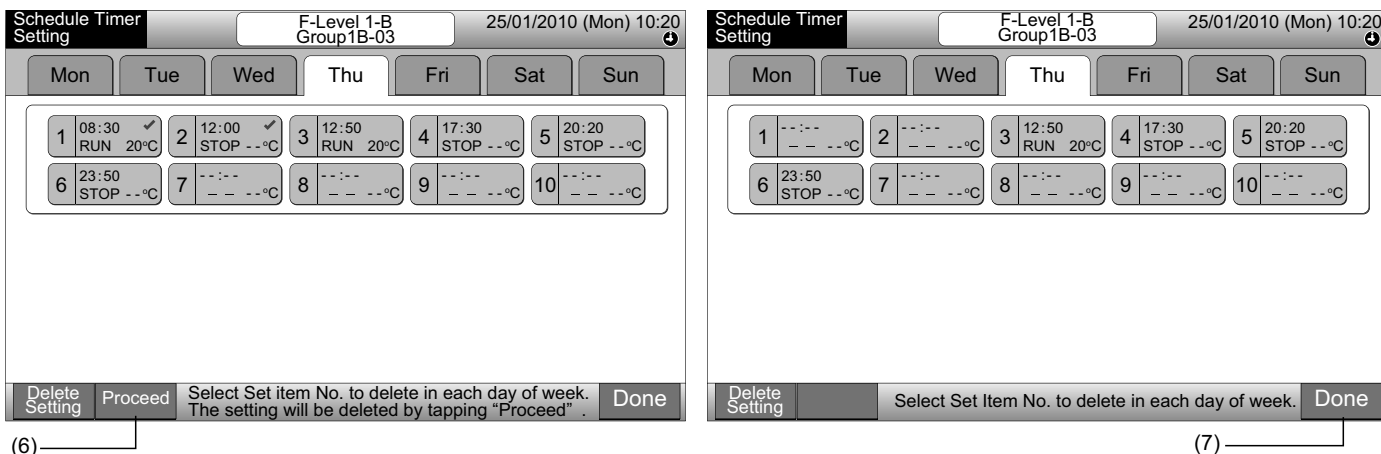 Schedule Timer
Setting
F-Level 1-B
Group1B-03
25/01/2010 (Mon) 10:20
Mon Tue Wed Thu Fri Sat Sun
1 08:30 ✓ RUN 20°C
2 12:00 ✓ STOP --°C
3 12:50 RUN 20°C
4 17:30 STOP --°C
5 20:20 STOP --°C
6 23:50 STOP --°C
7 --:-- – – --°C
8 --:-- – – --°C
9 --:-- – – --°C
10 --:-- – – --°C
Delete
Setting
Proceed
Select Set item No. to delete in each day of week.
The setting will be deleted by tapping “Proceed” .
Done
(6)
Schedule Timer
Setting
F-Level 1-B
Group1B-03
25/01/2010 (Mon) 10:20
Mon Tue Wed Thu Fri Sat Sun
1 --:-- – – --°C
2 --:-- – – --°C
3 12:50 RUN 20°C
4 17:30 STOP --°C
5 20:20 STOP --°C
6 23:50 STOP --°C
7 --:-- – – --°C
8 --:-- – – --°C
9 --:-- – – --°C
10 --:-- – – --°C
Delete
Setting
Select Set Item No. to delete in each day of week.
Done
(7)